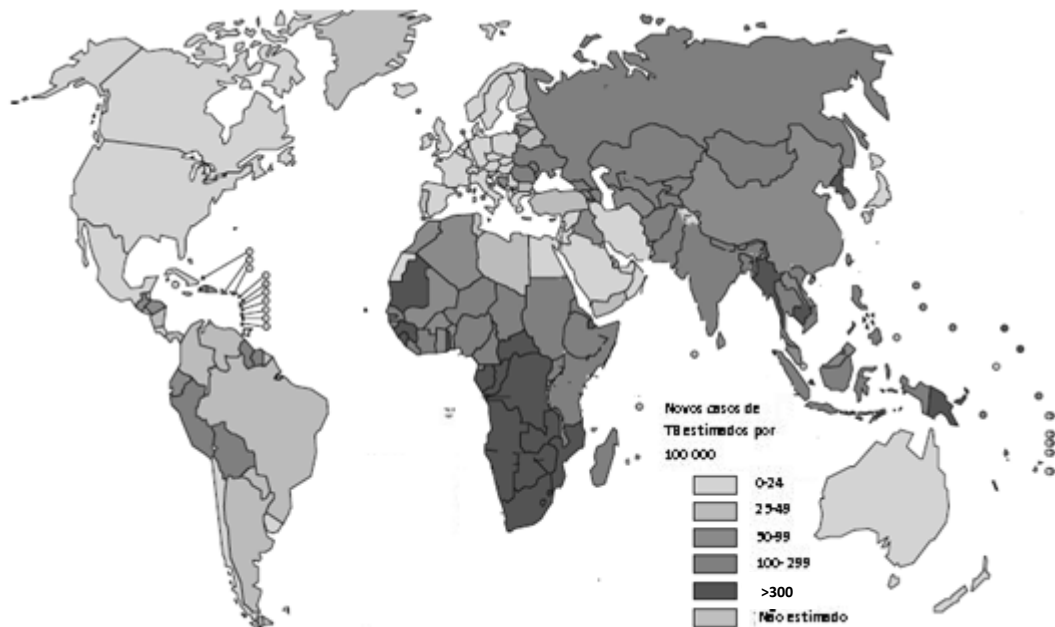 Novos casos de
TB estimados por
100 000
0-24
25-49
50-99
100-299
>300
Não estimado